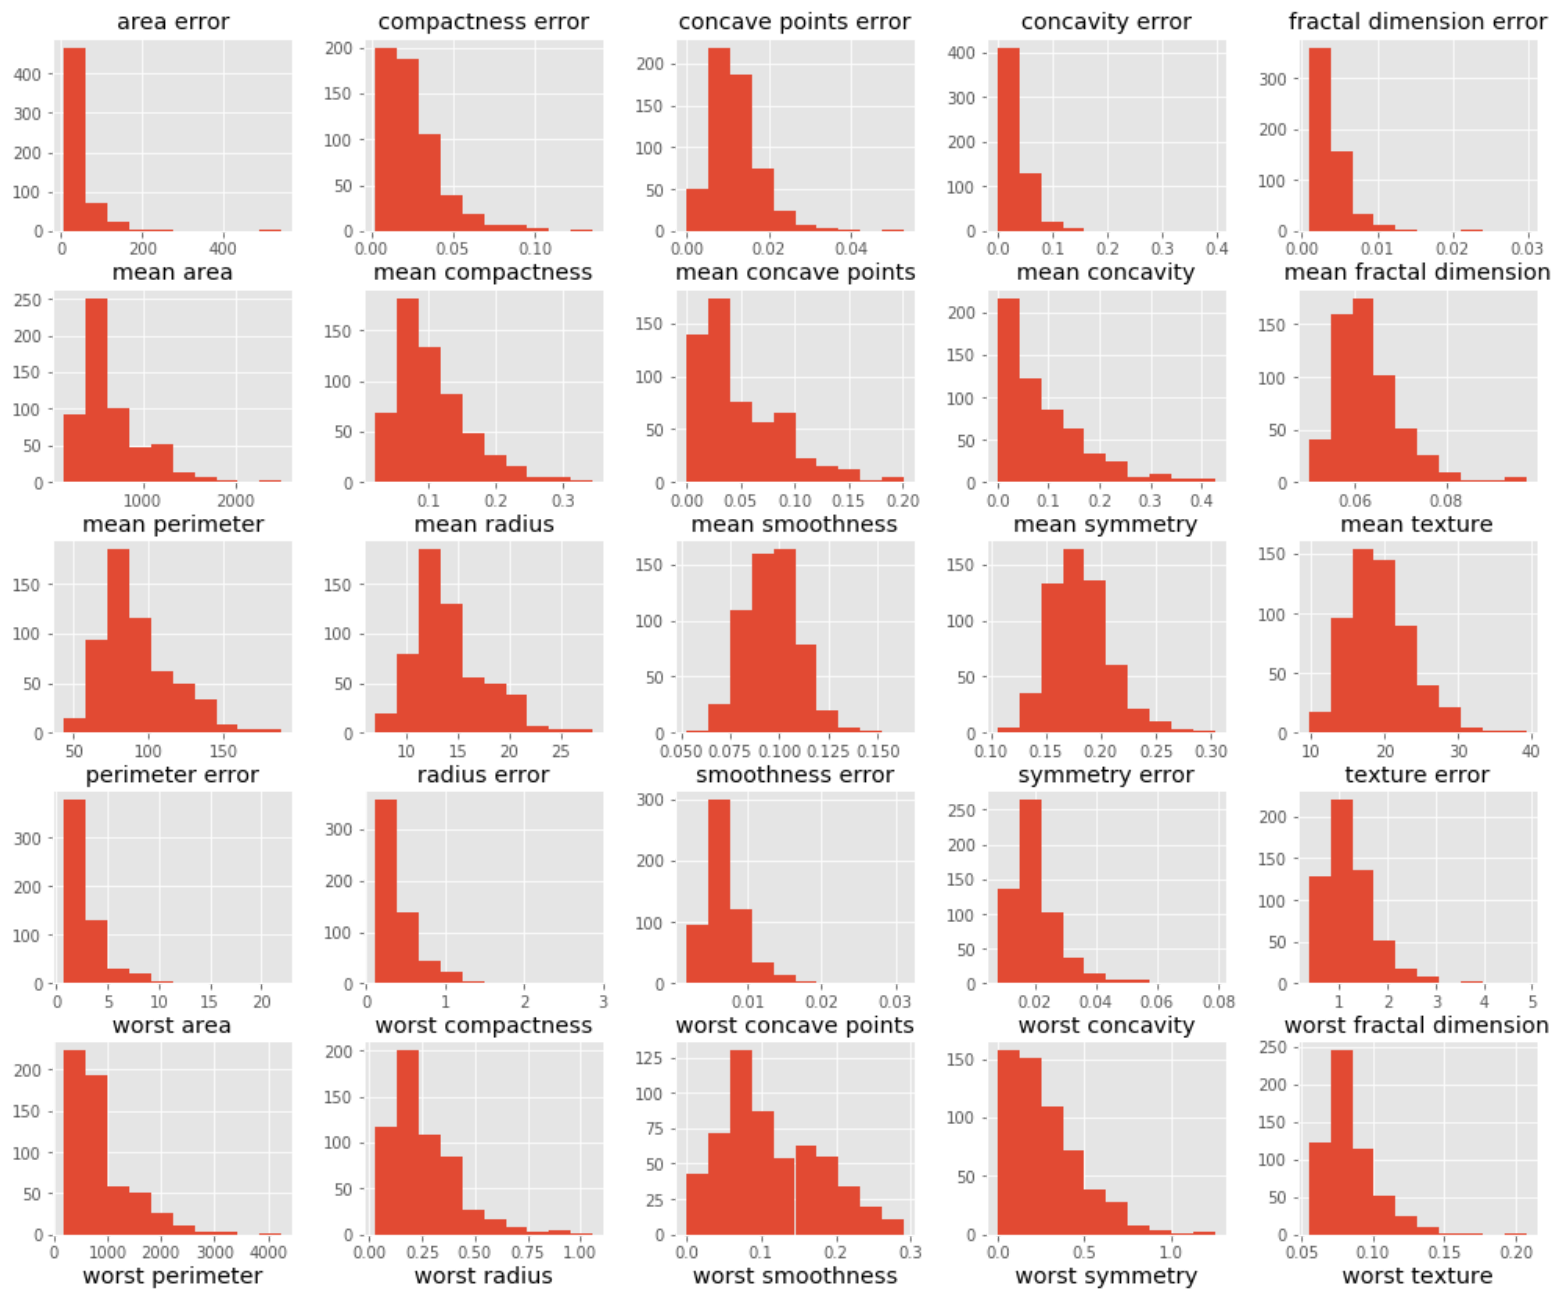 area error compactness error concave points error concavity error fractal dimension error
400 300 200 100 0
0 200 400
200 150 100 50 0
0.00 0.05 0.10
200 150 100 50 0
0.00 0.02 0.04
400 300 200 100 0
0.0 0.1 0.2 0.3 0.4
300 200 100 0
0.00 0.01 0.02 0.03
mean area mean compactness mean concave points mean concavity mean fractal dimension
250 200 150 100 50 0
1000 2000
150 100 50 0
0.1 0.2 0.3
150 100 50 0
0.00 0.05 0.10 0.15 0.20
200 150 100 50 0
0.0 0.1 0.2 0.3 0.4
150 100 50 0
0.06 0.08
mean perimeter mean radius mean smoothness mean symmetry mean texture
150 100 50 0
50 100 150
150 100 50 0
10 15 20 25
150 100 50 0
0.050 0.075 0.100 0.125 0.150
150 100 50 0
0.10 0.15 0.20 0.25 0.30
150 100 50 0
10 20 30 40
perimeter error radius error smoothness error symmetry error texture error
300 200 100 0
0 5 10 15 20
300 200 100 0
0 1 2 3
300 200 100 0
0.01 0.02 0.03
250 200 150 100 50 0
0.02 0.04 0.06 0.08
200 150 100 50 0
1 2 3 4 5
worst area worst compactness worst concave points worst concavity worst fractal dimension
200 150 100 50 0
0 1000 2000 3000 4000
200 150 100 50 0
0.00 0.25 0.50 0.75 1.00
125 100 75 50 25 0
0.0 0.1 0.2 0.3
150 100 50 0
0.0 0.5 1.0
250 200 150 100 50 0
0.05 0.10 0.15 0.20
worst perimeter worst radius worst smoothness worst symmetry worst texture